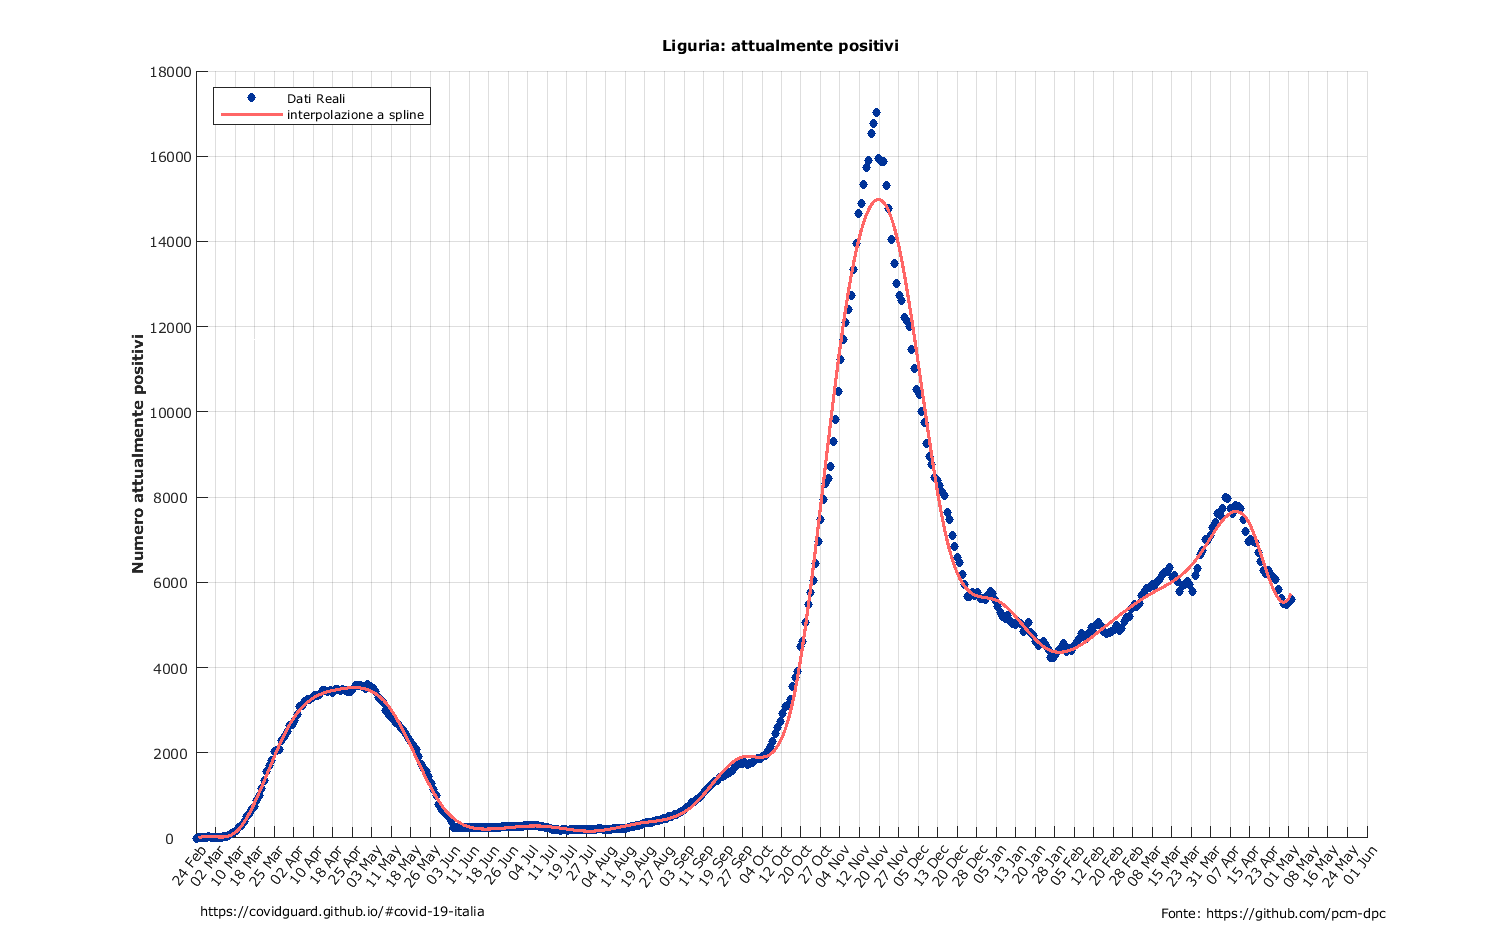 Liguria: attualmente positivi
Dati Reali
interpolazione a spline
Numero attualmente positivi
18000
16000
14000
12000
10000
8000
6000
4000
2000
0
24 Feb
02 Mar
10 Mar
18 Mar
25 Mar
02 Apr
10 Apr
18 Apr
25 Apr
03 May
11 May
18 May
26 May
03 Jun
11 Jun
18 Jun
26 Jun
04 Jul
11 Jul
19 Jul
27 Jul
04 Aug
11 Aug
19 Aug
27 Aug
03 Sep
11 Sep
19 Sep
27 Sep
04 Oct
12 Oct
20 Oct
27 Oct
04 Nov
12 Nov
20 Nov
27 Nov
05 Dec
13 Dec
20 Dec
28 Dec
05 Jan
13 Jan
20 Jan
28 Jan
05 Feb
12 Feb
20 Feb
28 Feb
08 Mar
15 Mar
23 Mar
31 Mar
07 Apr
15 Apr
23 Apr
01 May
08 May
16 May
24 May
01 Jun
https://covidguard.github.io/#covid-19-italia
Fonte: https://github.com/pcm-dpc